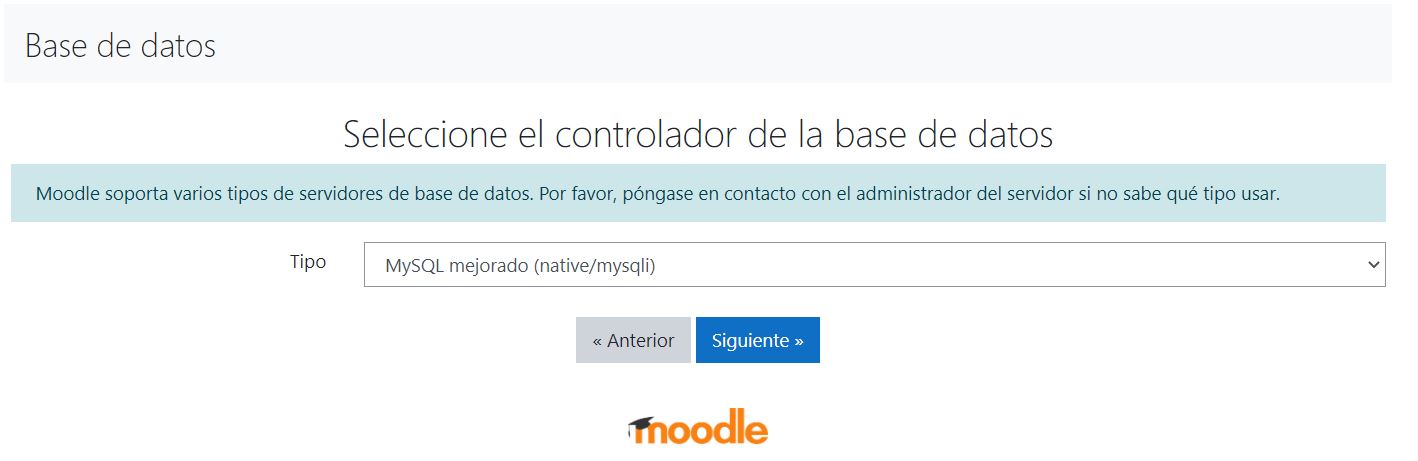 Base de datos
Seleccione el controlador de la base de datos
Moodle soporta varios tipos de servidores de base de datos. Por favor, póngase en contacto con el administrador del servidor si no sabe qué tipo usar.
Tipo
MySQL mejorado (native/mysqli)
« Anterior
Siguiente »
moodle